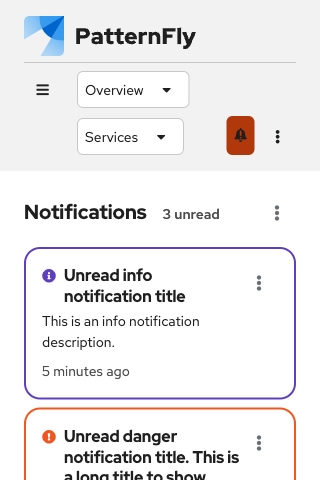 PatternFly
Overview
Services
Notifications 3 unread
Unread info
notification title
This is an info notification
description.
5 minutes ago
Unread danger
notification title. This is
a long title to show